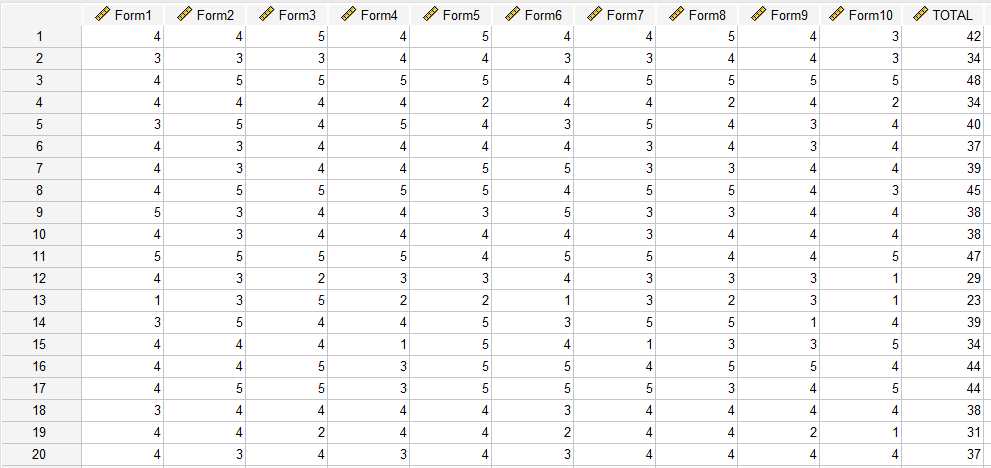 Form1 Form2 Form3 Form4 Form5 Form6 Form7 Form8 Form9 Form10 TOTAL
1 4 4 5 4 5 4 4 5 4 3 42
2 3 3 3 4 4 3 3 4 4 3 34
3 4 5 5 5 5 4 5 5 5 5 48
4 4 4 4 4 2 4 4 2 4 2 34
5 3 5 4 5 4 3 5 4 3 4 40
6 4 3 4 4 4 4 3 4 3 4 37
7 4 3 4 4 5 5 3 3 4 4 39
8 4 5 5 5 5 4 5 5 4 3 45
9 5 3 4 4 3 5 3 3 4 4 38
10 4 3 4 4 4 4 3 4 4 4 38
11 5 5 5 5 4 5 5 4 4 5 47
12 4 3 2 3 3 4 3 3 3 1 29
13 1 3 5 2 2 1 3 2 3 1 23
14 3 5 4 4 5 3 5 5 1 4 39
15 4 4 4 1 5 4 1 3 3 5 34
16 4 4 5 3 5 5 4 5 5 4 44
17 4 5 5 3 5 5 5 3 4 5 44
18 3 4 4 4 4 3 4 4 4 4 38
19 4 4 2 4 4 2 4 4 2 1 31
20 4 3 4 3 4 3 4 4 4 4 37